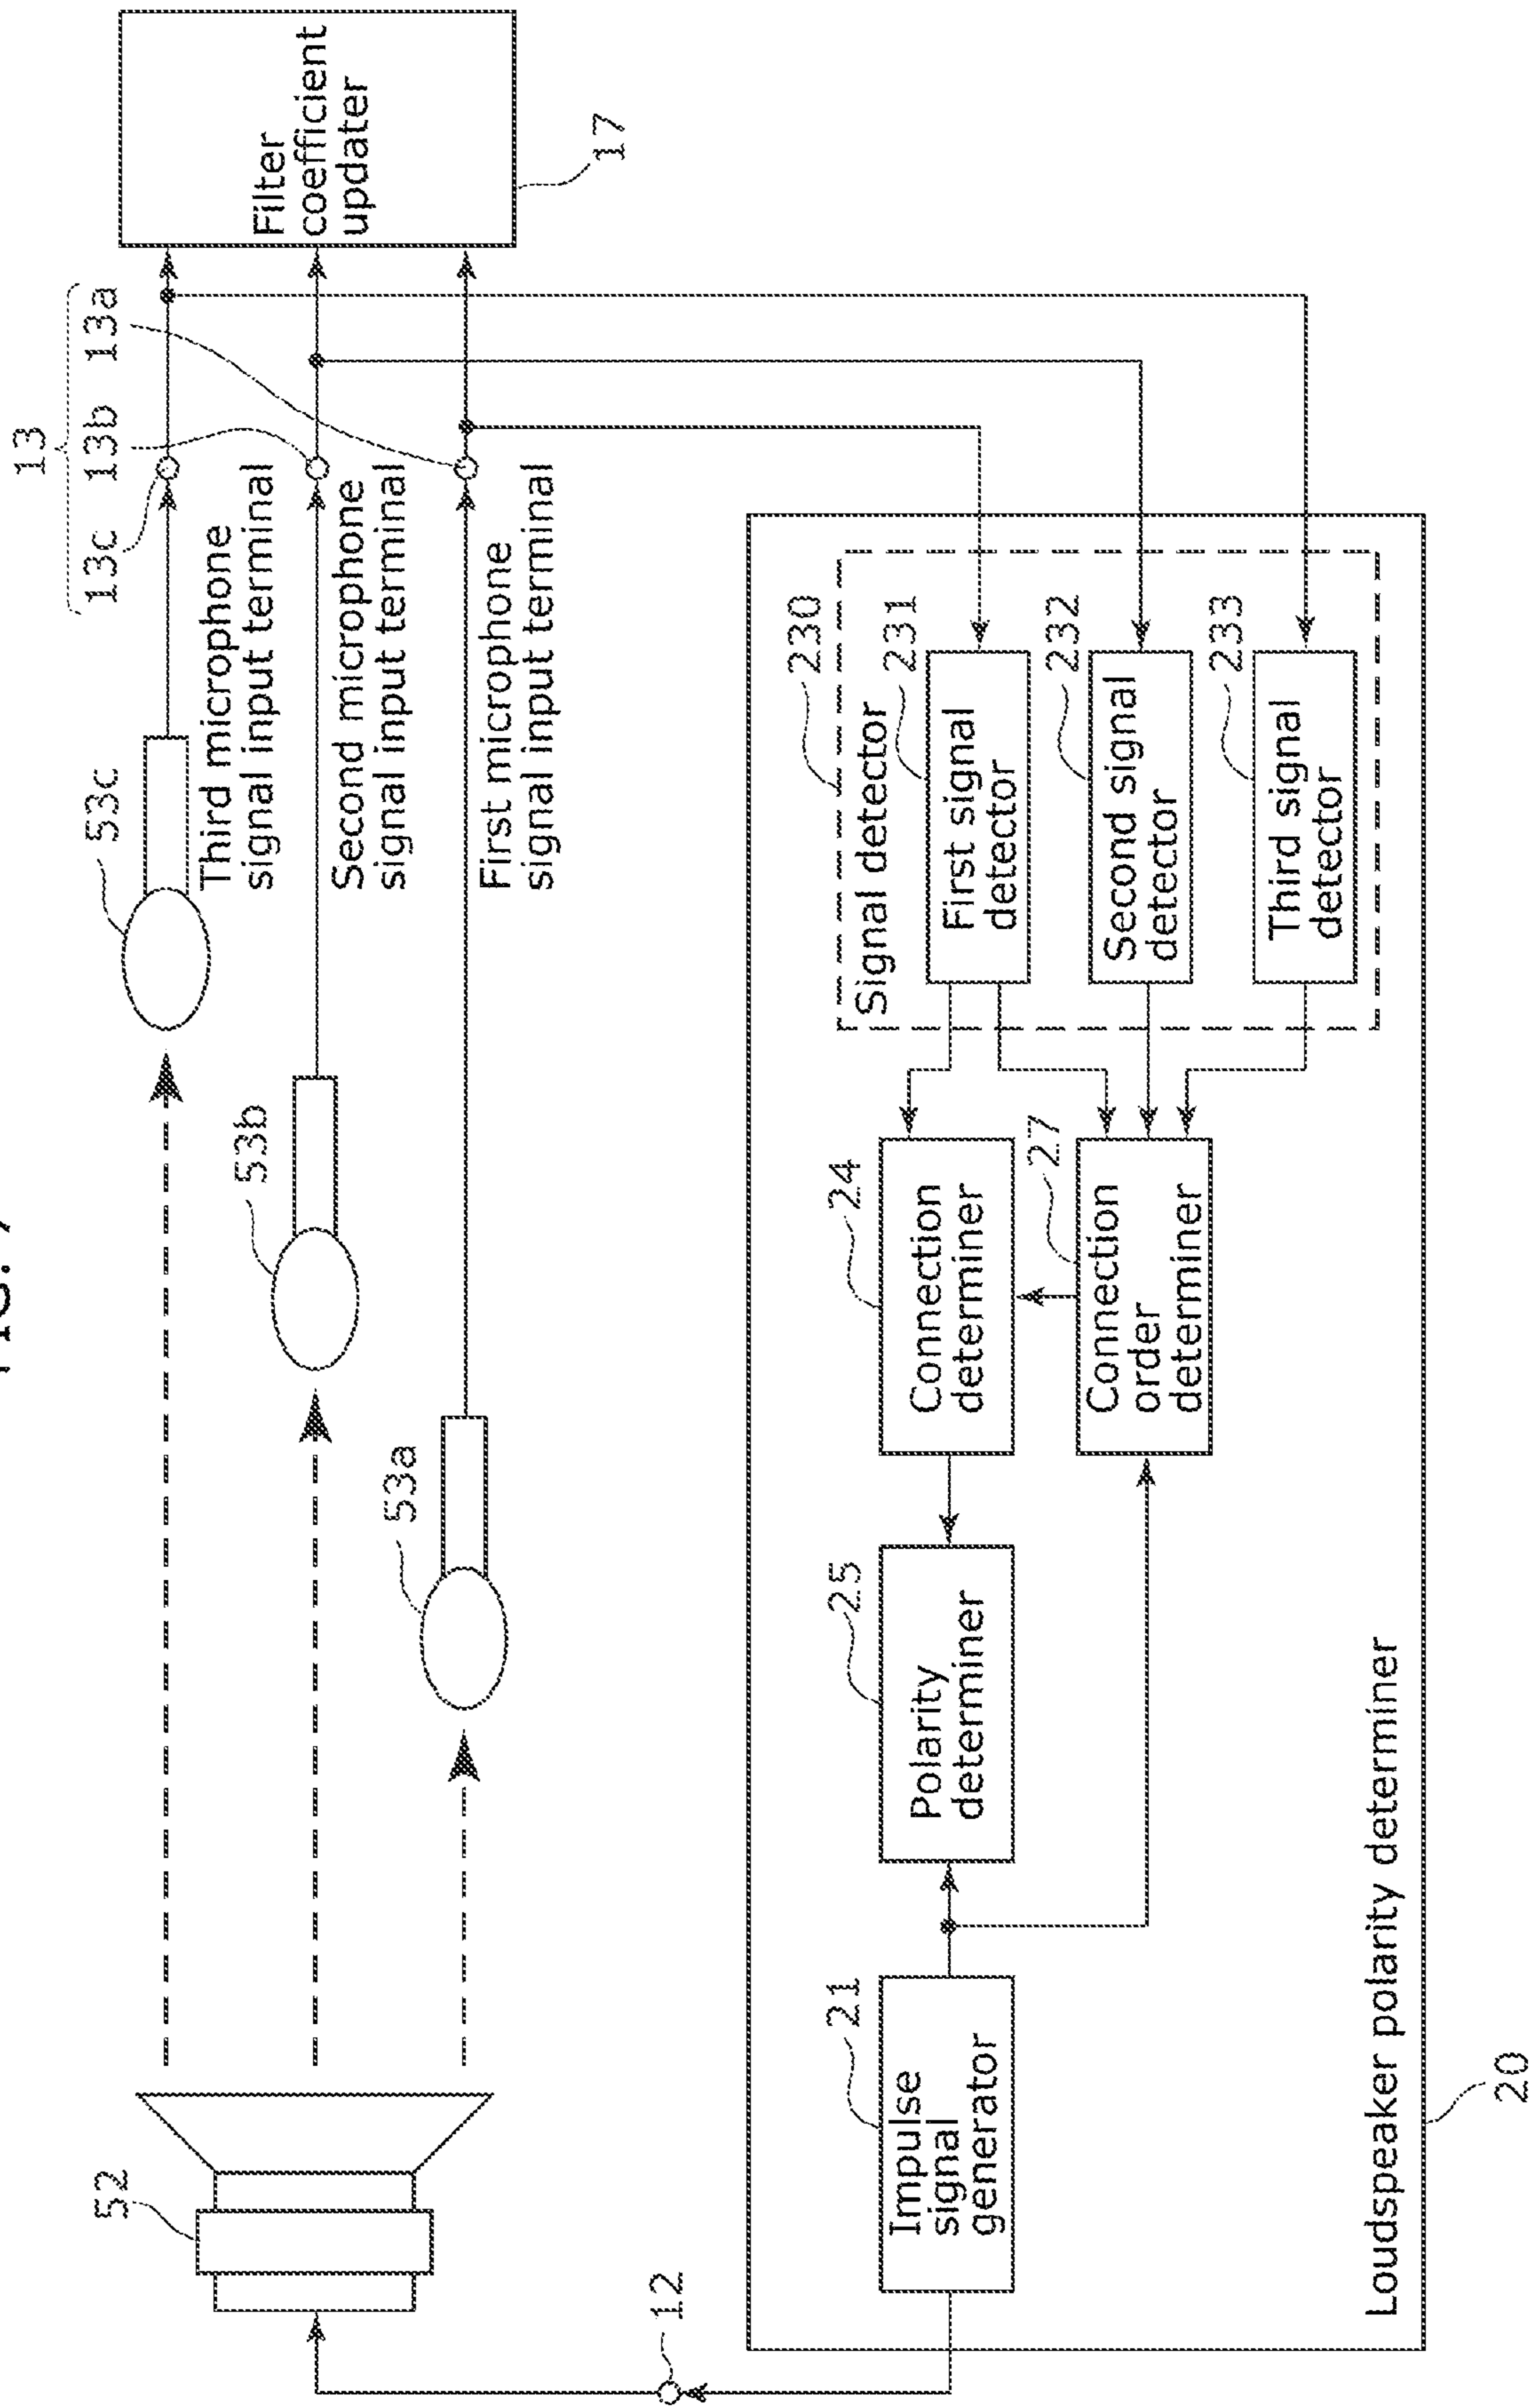 FIG. 7
13
13c 13b 13a
53c
Third microphone
signal input terminal
53b
Second microphone
signal input terminal
53a
First microphone
signal input terminal
Filter
coefficient
updater
17
52
12
230
Signal detector
231
First signal
detector
232
Second signal
detector
233
Third signal
detector
24
Connection
determiner
27
Connection
order
determiner
25
Polarity
determiner
21
Impulse
signal
generator
Loudspeaker polarity determiner
20